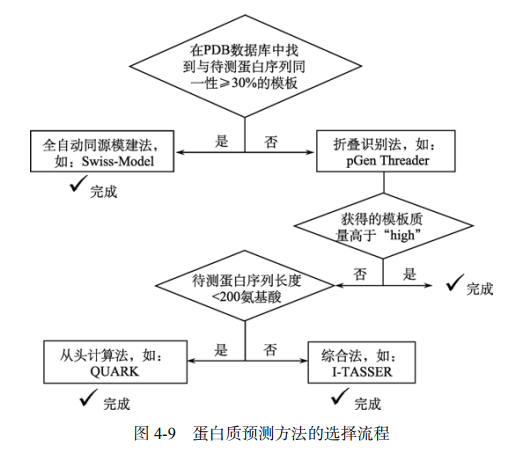 在PDB数据库中找
到与待测蛋白序列同
一性≥30%的模板
是
否
全自动同源模建法,
如: Swiss-Model
完成
折叠识别法, 如:
pGen Threader
获得的模板质
量高于“high”
否
是
完成
待测蛋白序列长度
<200氨基酸
是
否
从头计算法, 如:
QUARK
完成
综合法, 如:
I-TASSER
完成
图 4-9 蛋白质预测方法的选择流程